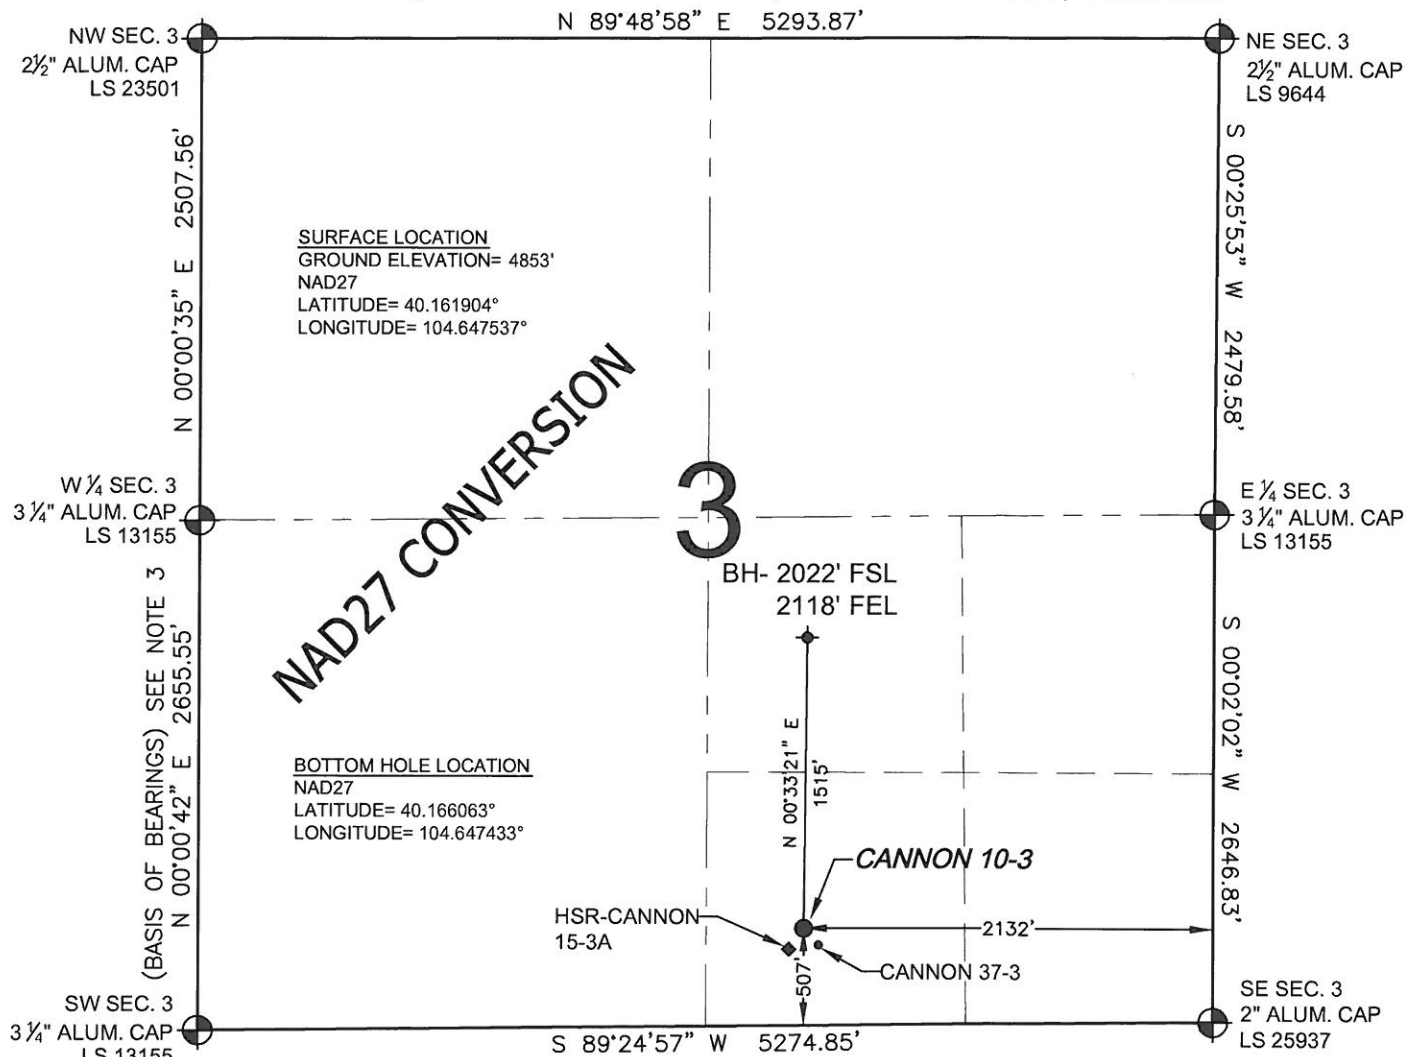 N 89°48'58" E 5293.87'
NW SEC. 3
2½" ALUM. CAP
LS 23501
NE SEC. 3
2½" ALUM. CAP
LS 9644
N 00°00'35" E 2507.56'
S 00°25'53" W 2479.58'
SURFACE LOCATION
GROUND ELEVATION= 4853'
NAD27
LATITUDE= 40.161904°
LONGITUDE= 104.647537°
NAD27 CONVERSION
3
W ¼ SEC. 3
3 ¼" ALUM. CAP
LS 13155
E ¼ SEC. 3
3 ¼" ALUM. CAP
LS 13155
BH- 2022' FSL
2118' FEL
(BASIS OF BEARINGS) SEE NOTE 3
N 00°00'42" E 2655.55'
S 00°02'02" W 2646.83'
N 00°33'21" E
1515'
BOTTOM HOLE LOCATION
NAD27
LATITUDE= 40.166063°
LONGITUDE= 104.647433°
CANNON 10-3
HSR-CANNON
15-3A
2132'
CANNON 37-3
507'
SW SEC. 3
3 ¼" ALUM. CAP
LS 13155
SE SEC. 3
2" ALUM. CAP
LS 25937
S 89°24'57" W 5274.85'